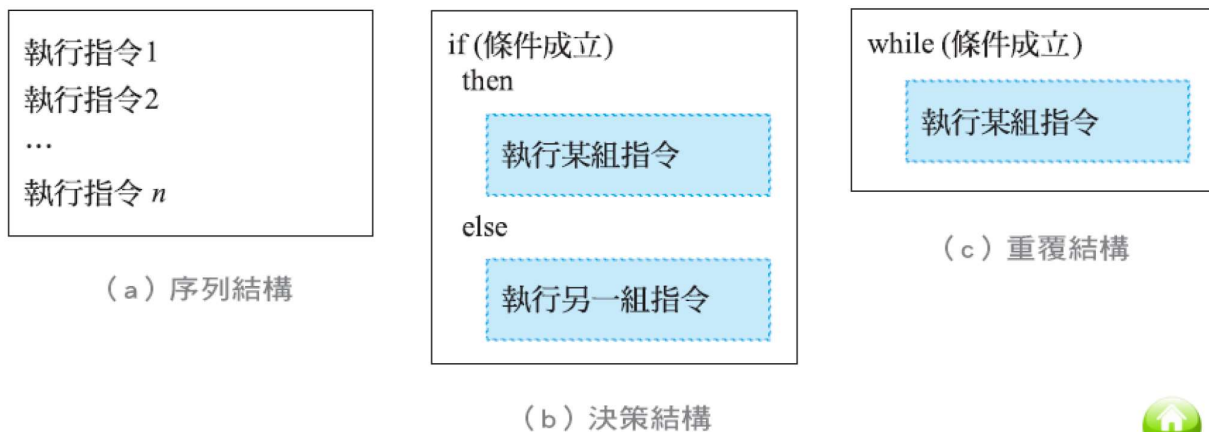 執行指令1
執行指令2
...
執行指令 n
(a)序列結構
if (條件成立)
then
執行某組指令
else
執行另一組指令
(b)決策結構
while (條件成立)
執行某組指令
(c)重覆結構